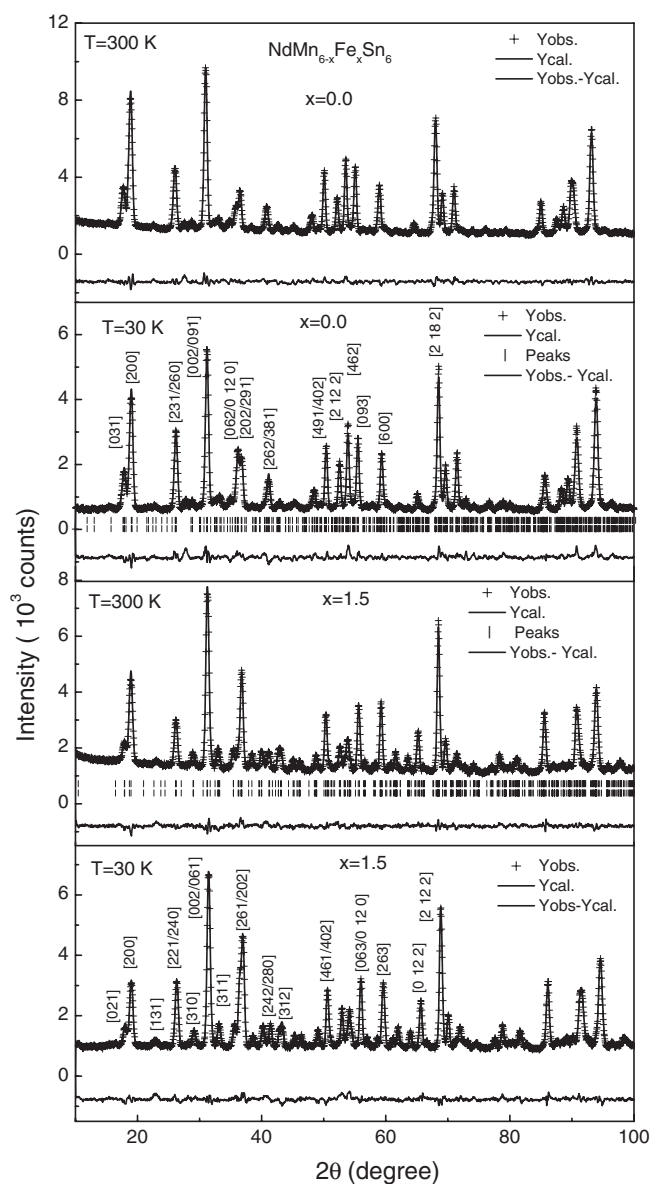 12
T=300 K
NdMn6-xFexSn6
+ Yobs.
Ycal.
Yobs.-Ycal.
x=0.0
8
4
0
T=30 K
x=0.0
+ Yobs.
Ycal.
| Peaks
Yobs.- Ycal.
6
4
2
0
[031]
[200]
[231/260]
[002/091]
[062/0 12 0]
[202/291]
[262/381]
[491/402]
[2 12 2]
[462]
[093]
[600]
[2 18 2]
8
T=300 K
x=1.5
+ Yobs.
Ycal.
| Peaks
Yobs.- Ycal.
6
4
2
0
T=30 K
x=1.5
+ Yobs.
Ycal.
Yobs-Ycal.
6
4
2
0
[021]
[200]
[131]
[221/240]
[310]
[002/061]
[311]
[261/202]
[242/280]
[312]
[461/402]
[063/0 12 0]
[263]
[0 12 2]
[2 12 2]
20
40
60
80
100
Intensity ( 10³ counts)
2θ (degree)